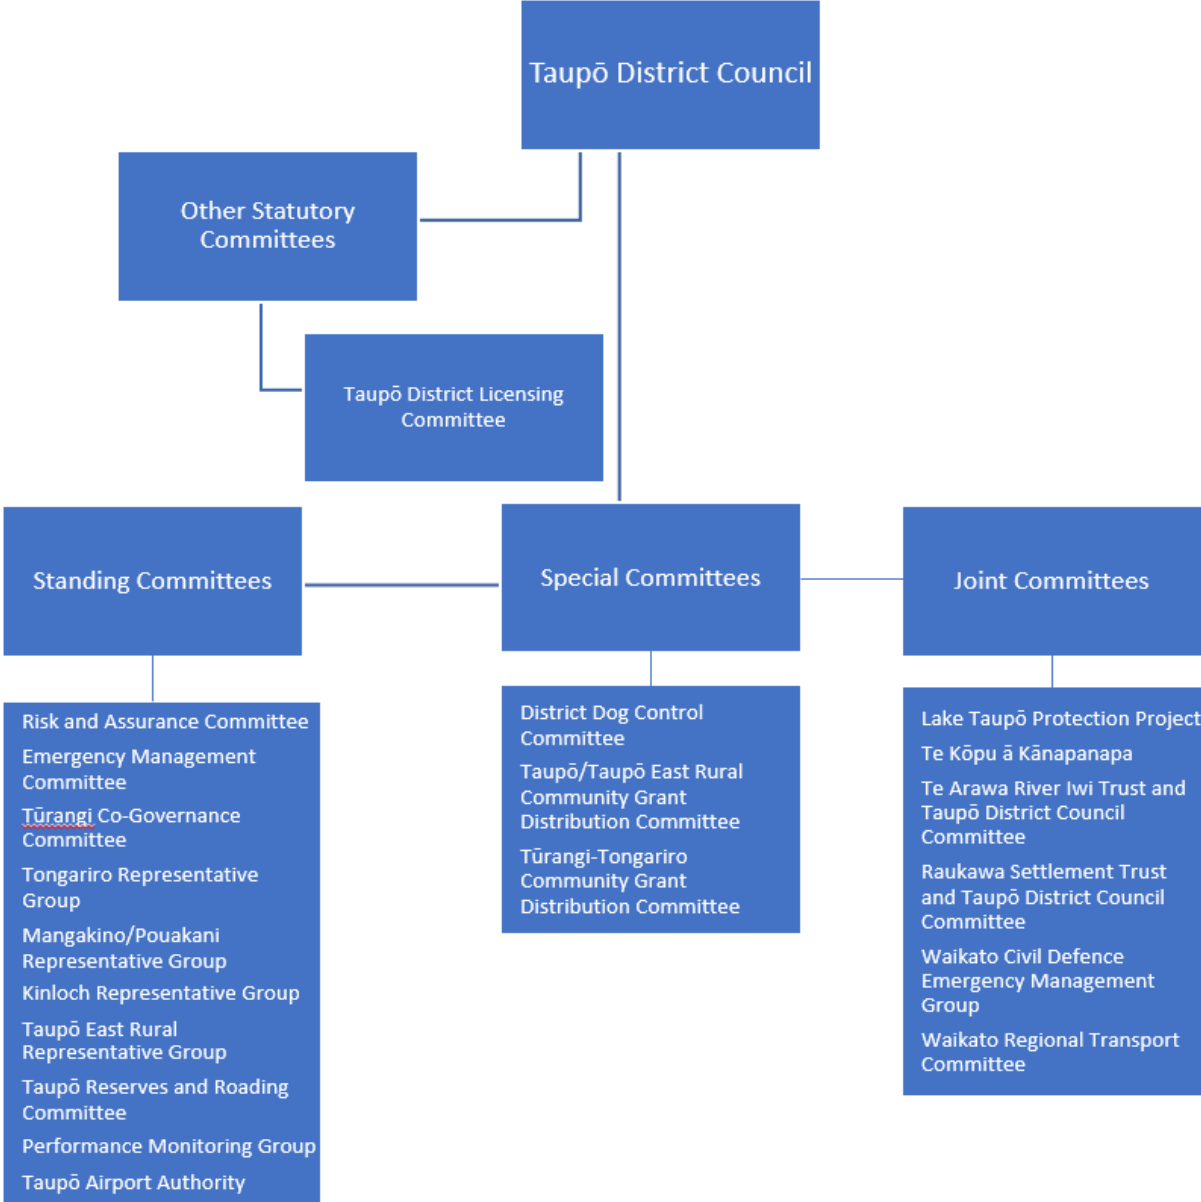 Taupō District Council
Other Statutory
Committees
Taupō District Licensing
Committee
Standing Committees
Special Committees
Joint Committees
Risk and Assurance Committee
Emergency Management
Committee
Tūrangi Co-Governance
Committee
Tongariro Representative
Group
Mangakino/Pouakani
Representative Group
Kinloch Representative Group
Taupō East Rural
Representative Group
Taupō Reserves and Roading
Committee
Performance Monitoring Group
Taupō Airport Authority
District Dog Control
Committee
Taupō/Taupō East Rural
Community Grant
Distribution Committee
Tūrangi-Tongariro
Community Grant
Distribution Committee
Lake Taupō Protection Project
Te Kōpu ā Kānapanapa
Te Arawa River Iwi Trust and
Taupō District Council
Committee
Raukawa Settlement Trust
and Taupō District Council
Committee
Waikato Civil Defence
Emergency Management
Group
Waikato Regional Transport
Committee